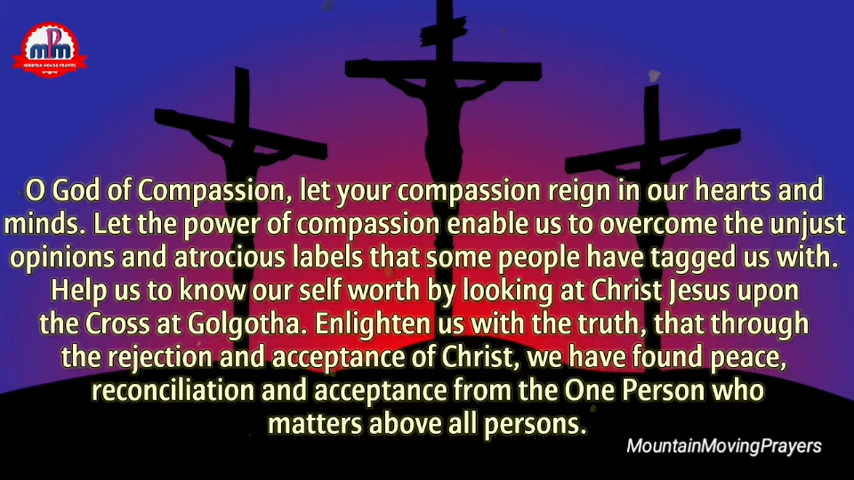 mPm
MOUNTAIN MOVING PRAYERS
O God of Compassion, let your compassion reign in our hearts and
minds. Let the power of compassion enable us to overcome the unjust
opinions and atrocious labels that some people have tagged us with.
Help us to know our self worth by looking at Christ Jesus upon
the Cross at Golgotha. Enlighten us with the truth, that through
the rejection and acceptance of Christ, we have found peace,
reconciliation and acceptance from the One Person who
matters above all persons.
MountainMovingPrayers